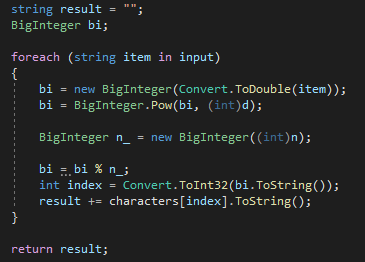 string result = "";
BigInteger bi;
foreach (string item in input)
{
bi = new BigInteger(Convert.ToDouble(item));
bi = BigInteger.Pow(bi, (int)d);
BigInteger n_ = new BigInteger((int)n);
bi = bi % n_;
int index = Convert.ToInt32(bi.ToString());
result += characters[index].ToString();
}
return result;